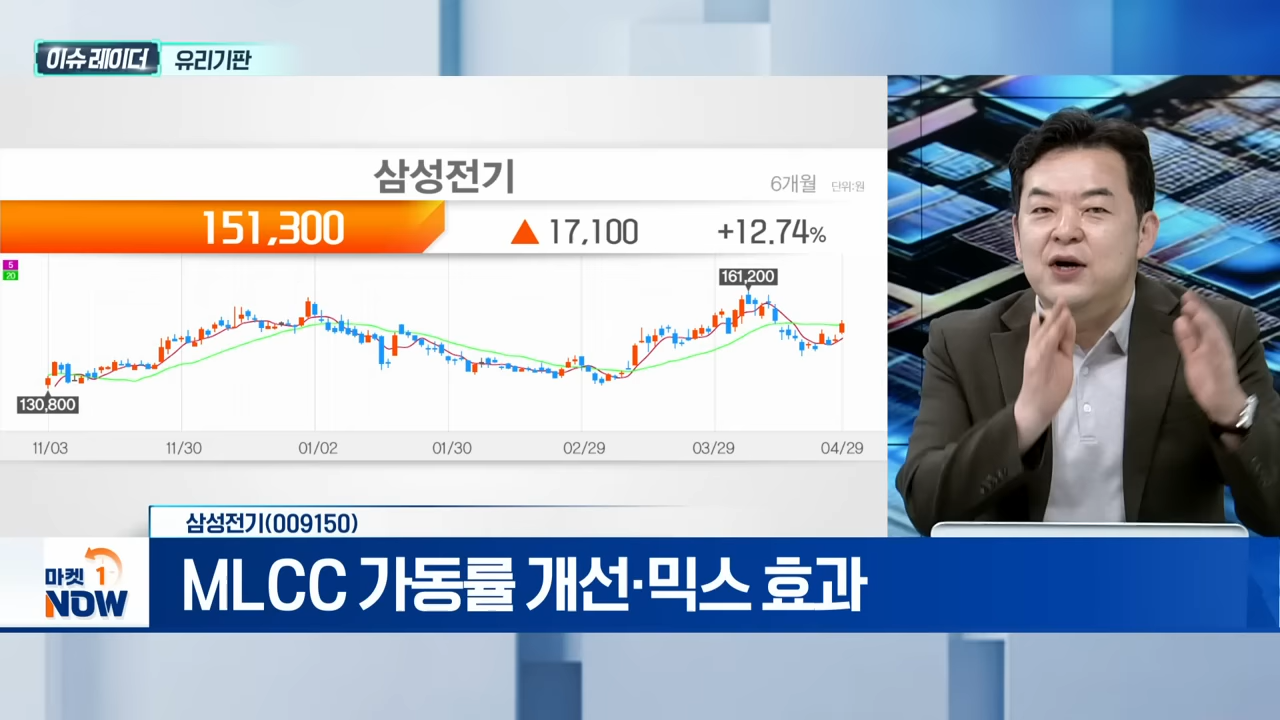 이슈 레이더 유리기판
삼성전기
6개월 단위:원
151,300 ▲ 17,100 +12.74%
5
20
161,200
130,800
11/03 11/30 01/02 01/30 02/29 03/29 04/29
삼성전기(009150)
마켓 1
NOW
MLCC 가동률 개선·믹스 효과